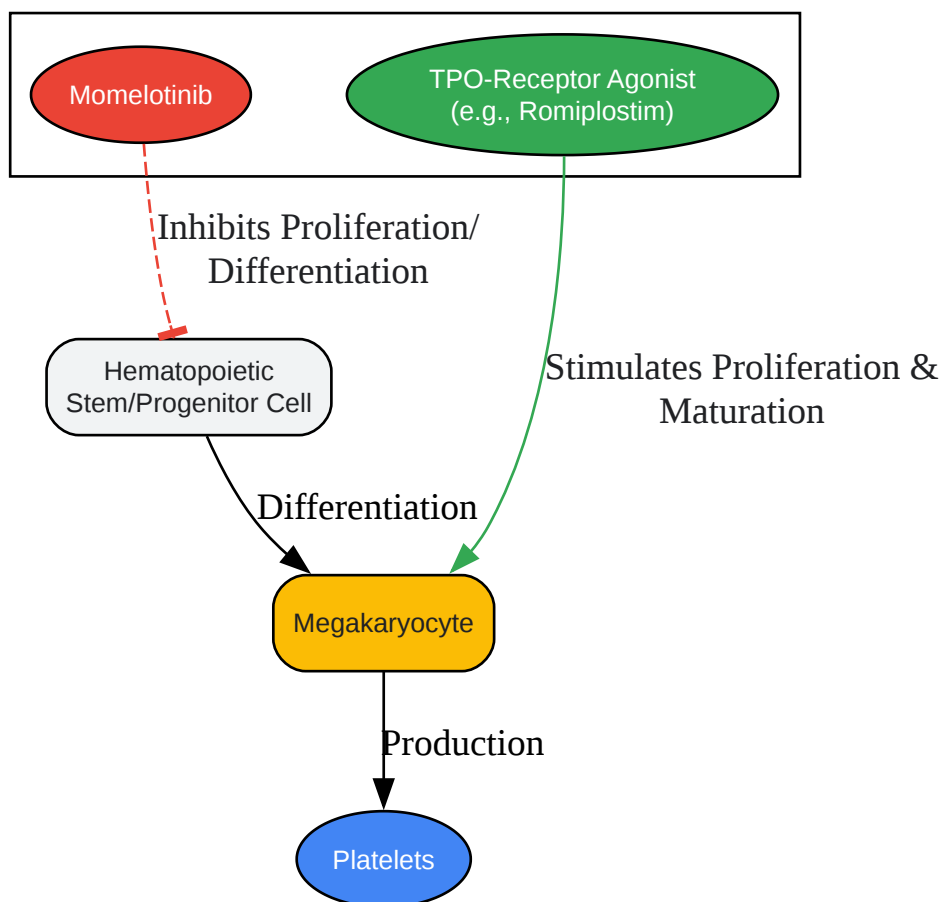 Momelotinib
TPO-Receptor Agonist
(e.g., Romiplostim)
Inhibits Proliferation/
Differentiation
Hematopoietic
Stem/Progenitor Cell
Stimulates Proliferation &
Maturation
Differentiation
Megakaryocyte
Production
Platelets